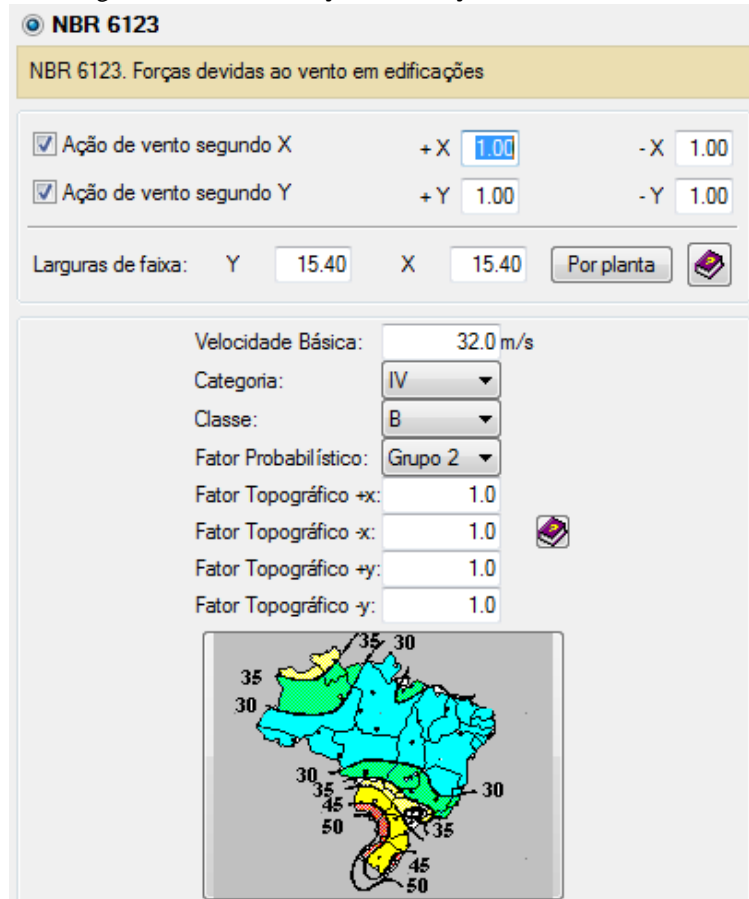 NBR 6123
NBR 6123. Forças devidas ao vento em edificações
Ação de vento segundo X + X 1.00 - X 1.00
Ação de vento segundo Y + Y 1.00 - Y 1.00
Larguras de faixa: Y 15.40 X 15.40 Por planta
Velocidade Básica: 32.0 m/s
Categoria: IV
Classe: B
Fator Probabilístico: Grupo 2
Fator Topográfico +x: 1.0
Fator Topográfico -x: 1.0
Fator Topográfico +y: 1.0
Fator Topográfico -y: 1.0
35 30
35
30
30 30
35
45
50 35
45
50